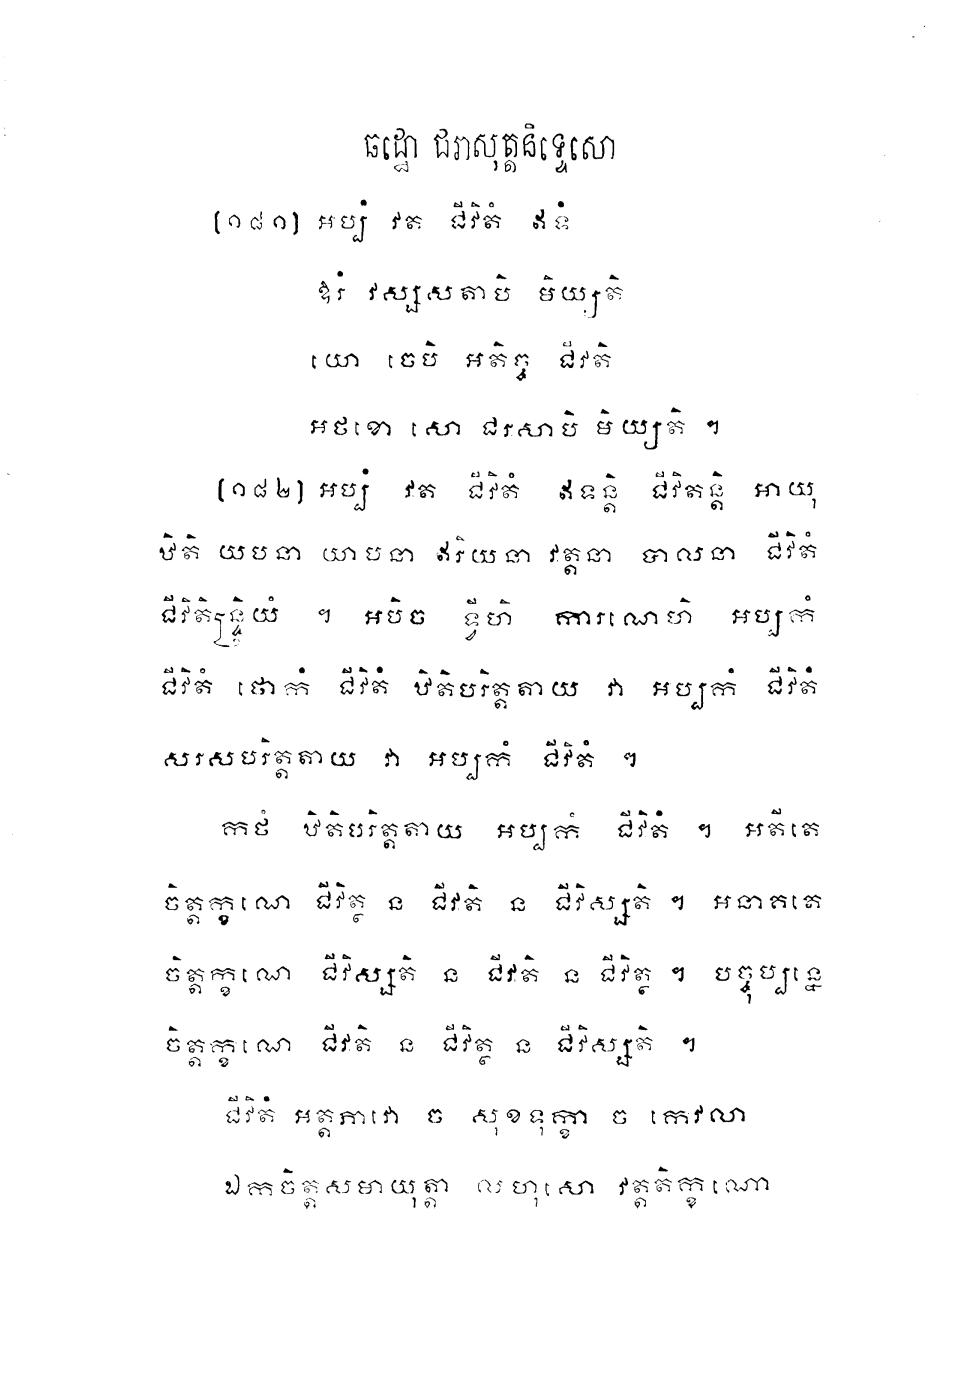 ឆដ្ឋោ ជរាសុត្តនិទ្ទេសោ
(១៨១) អប្បំ វត ជីវិតំ ឥទំ
ឱរំ វស្សសតាបិ មិយ្យតិ
យោ ចេបិ អតិច្ច ជីវតិ
អថខោ សោ ជរសាបិ មិយ្យតិ ។
(១៨២) អប្បំ វត ជីវិតំ ឥទន្តិ ជីវិតន្តិ អាយុ
ឋិតិ យបនា យាបនា ឥរិយនា វត្តនា បាលនា ជីវិតំ
ជីវិតិន្ទ្រិយំ ។ អបិច ទ្វីហិ ការណេហិ អប្បកំ
ជីវិតំ ថោកំ ជីវិតំ ឋិតិបរិត្តតាយ វា អប្បកំ ជីវិតំ
សរសបរិត្តតាយ វា អប្បកំ ជីវិតំ ។
កថំ ឋិតិបរិត្តតាយ អប្បកំ ជីវិតំ ។ អតីតេ
ចិត្តក្ខណេ ជីវិត្ថ ន ជីវតិ ន ជីវិស្សតិ ។ អនាគតេ
ចិត្តក្ខណេ ជីវិស្សតិ ន ជីវតិ ន ជីវិត្ថ ។ បច្ចុប្បន្នេ
ចិត្តក្ខណេ ជីវតិ ន ជីវិត្ថ ន ជីវិស្សតិ ។
ជីវិតំ អត្តភាវោ ច សុខទុក្ខា ច កេវលា
ឯកចិត្តសមាយុត្តា លហុសោ វត្តតិក្ខណោ